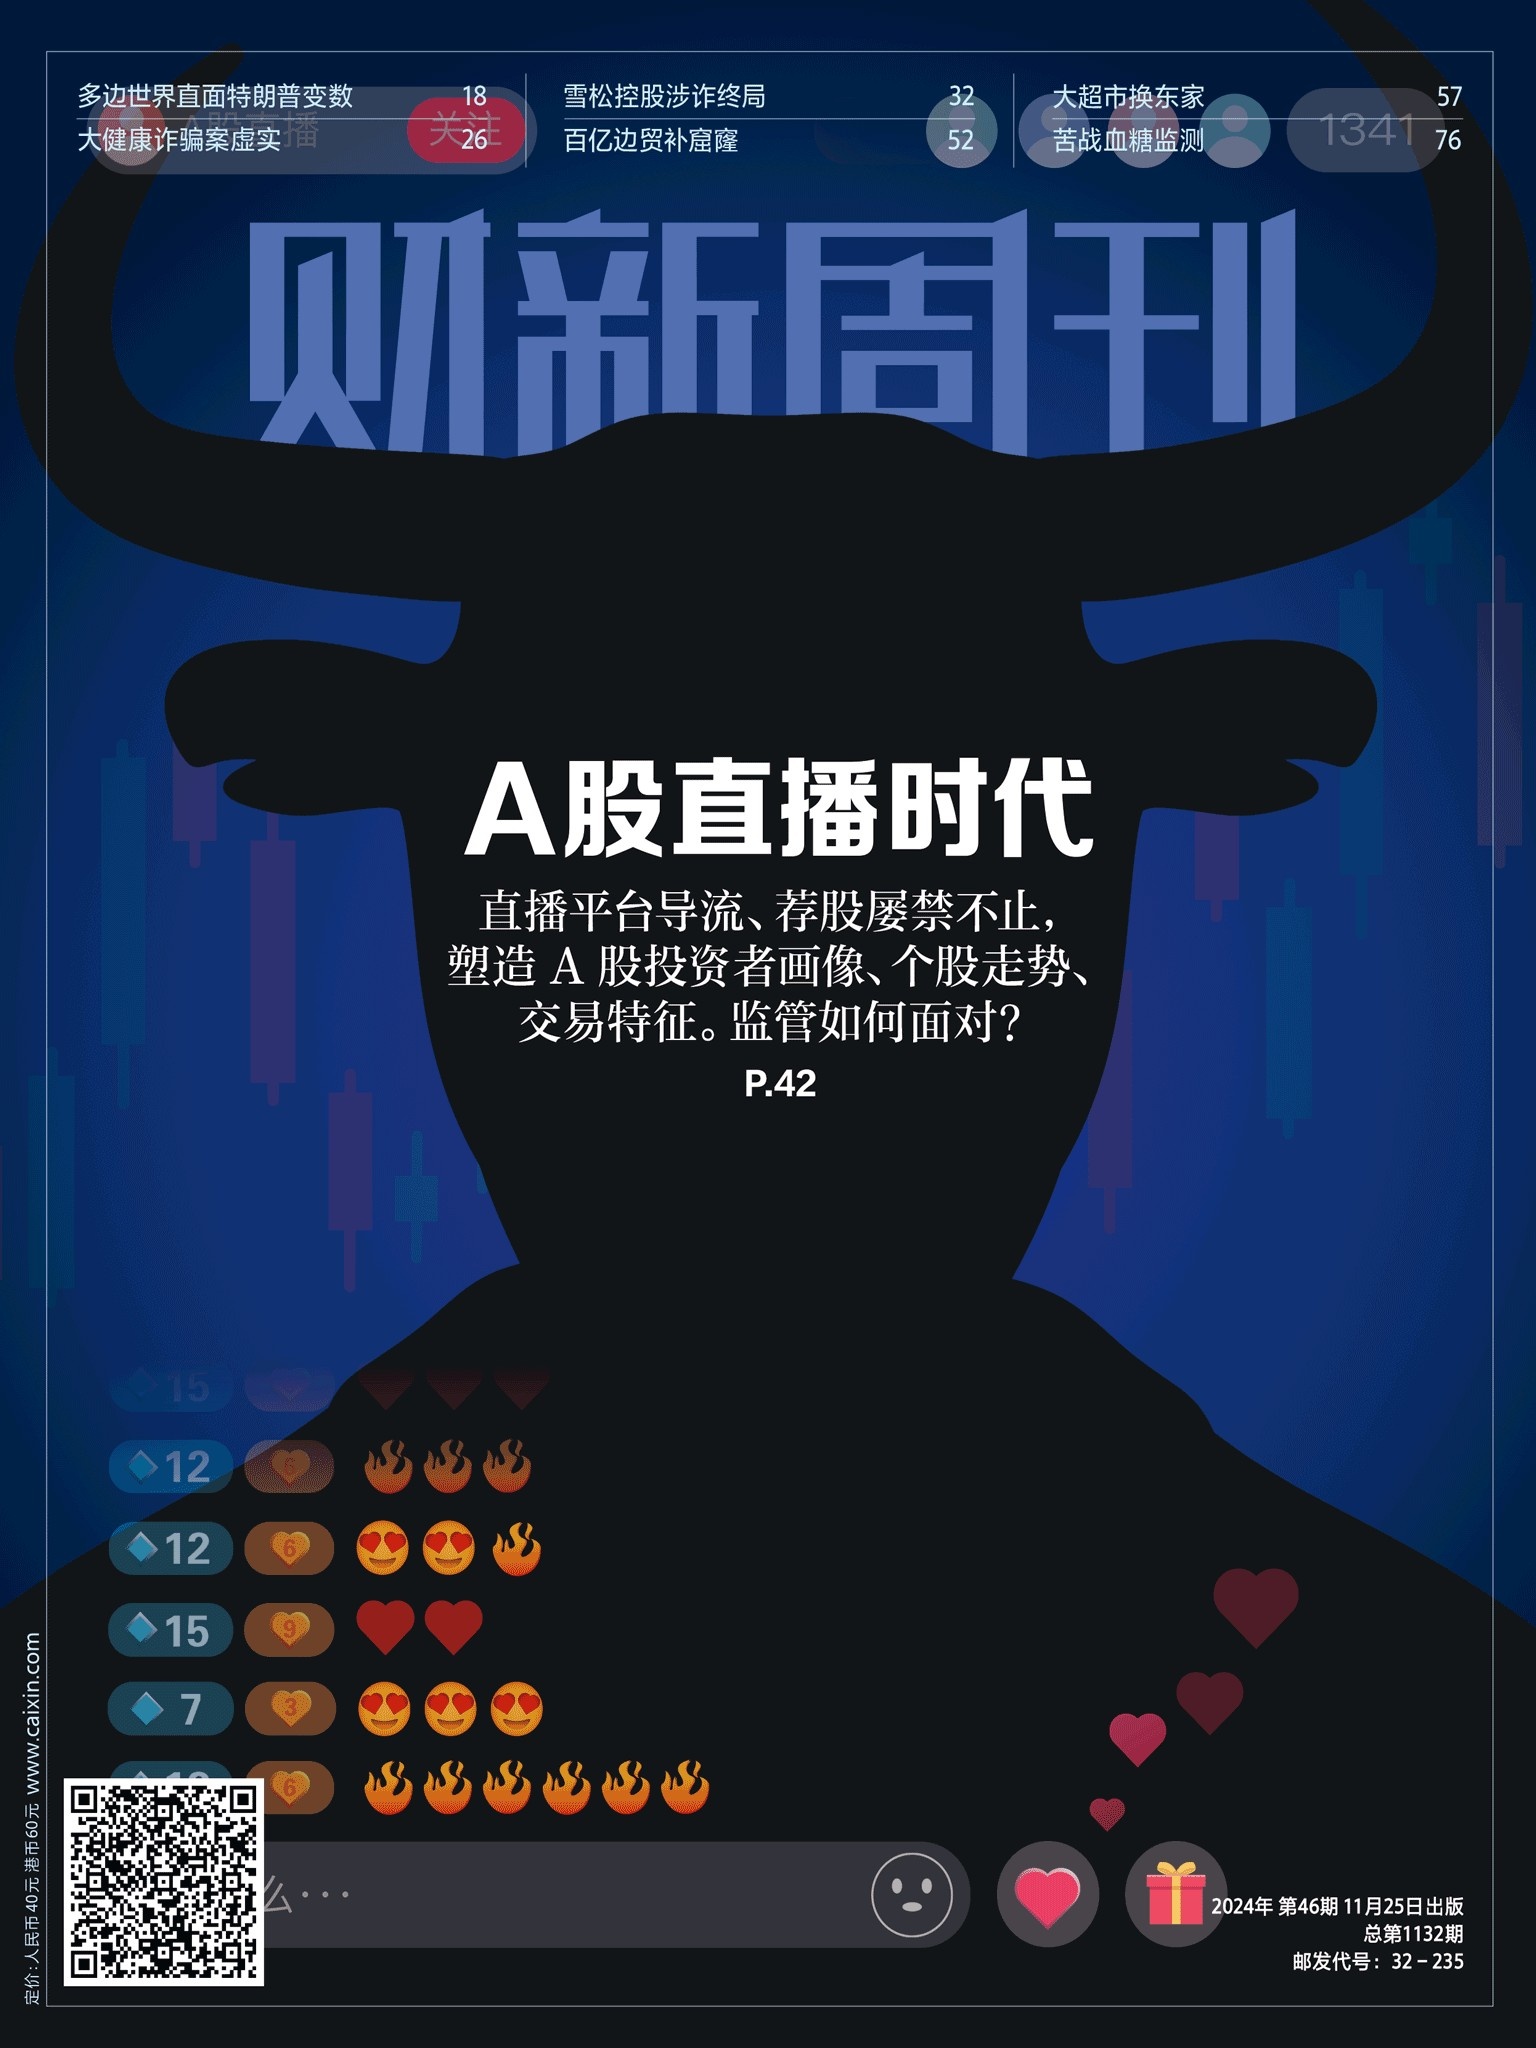 多边世界直面特朗普变数 18
大健康诈骗案虚实 26
雪松控股涉诈终局 32
百亿边贸补窟窿 52
大超市换东家 57
苦战血糖监测 76
股直播
关注
1341
财新周刊
A股直播时代
直播平台导流、荐股屡禁不止,
塑造 A 股投资者画像、个股走势、
交易特征。监管如何面对?
P.42
15
12 6
12 6
15 9
7 3
6
么···
2024年 第46期 11月25日出版
总第1132期
邮发代号：32－235
定价：人民币40元 港币60元 www.caixin.com